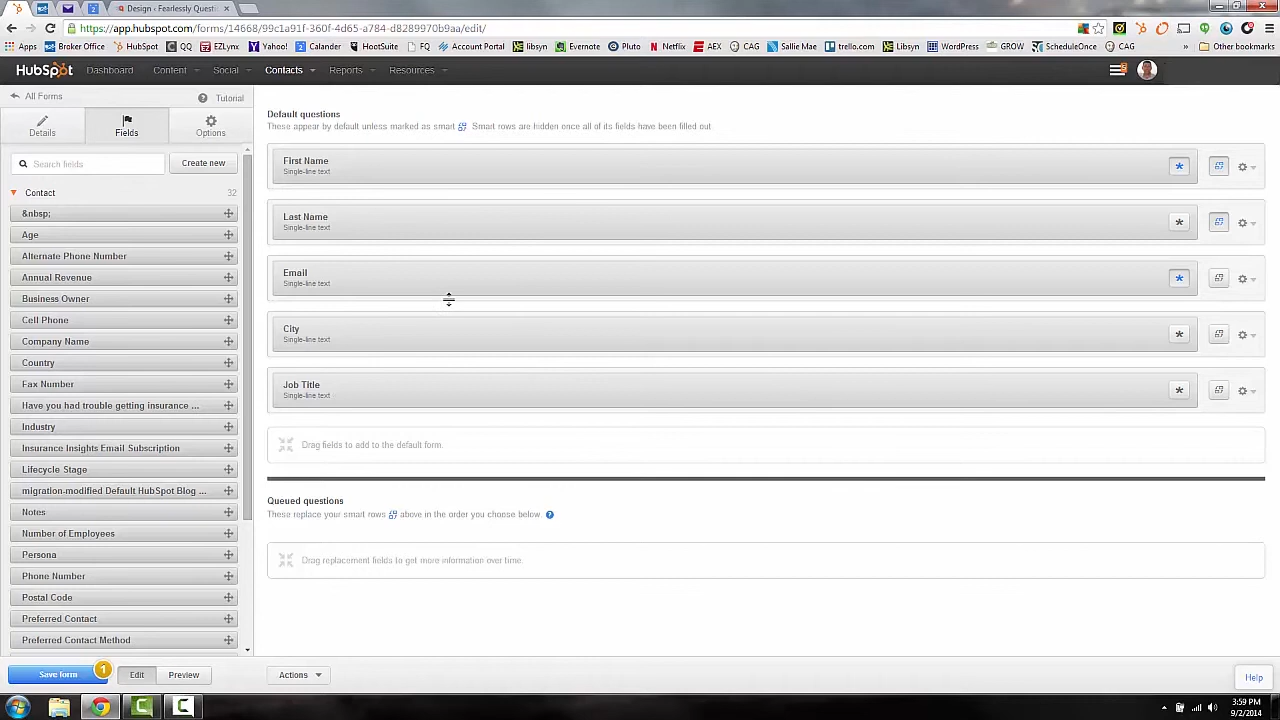 Design ‹ Fearlessly Questi
https://app.hubspot.com/forms/14668/99c1a91f-360f-4d65-a784-d8289970b9aa/edit/
Apps Broker Office HubSpot QQ EZLynx Yahoo! Calander HootSuite FQ Account Portal libsyn Evernote Pluto Netflix AEX CAG Sallie Mae trello.com Libsyn WordPress GROW ScheduleOnce CAG » Other bookmarks
HubSpot Dashboard Content Social Contacts Reports Resources
All Forms Tutorial
Details Fields Options
Search fields Create new
Contact 32
&nbsp;
Age
Alternate Phone Number
Annual Revenue
Business Owner
Cell Phone
Company Name
Country
Fax Number
Have you had trouble getting insurance ...
Industry
Insurance Insights Email Subscription
Lifecycle Stage
migration-modified Default HubSpot Blog ...
Notes
Number of Employees
Persona
Phone Number
Postal Code
Preferred Contact
Preferred Contact Method
Default questions
These appear by default unless marked as smart Smart rows are hidden once all of its fields have been filled out
First Name
Single-line text
Last Name
Single-line text
Email
Single-line text
City
Single-line text
Job Title
Single-line text
Drag fields to add to the default form.
Queued questions
These replace your smart rows above in the order you choose below.
Drag replacement fields to get more information over time.
Save form 1 Edit Preview Actions Help
3:59 PM
9/2/2014